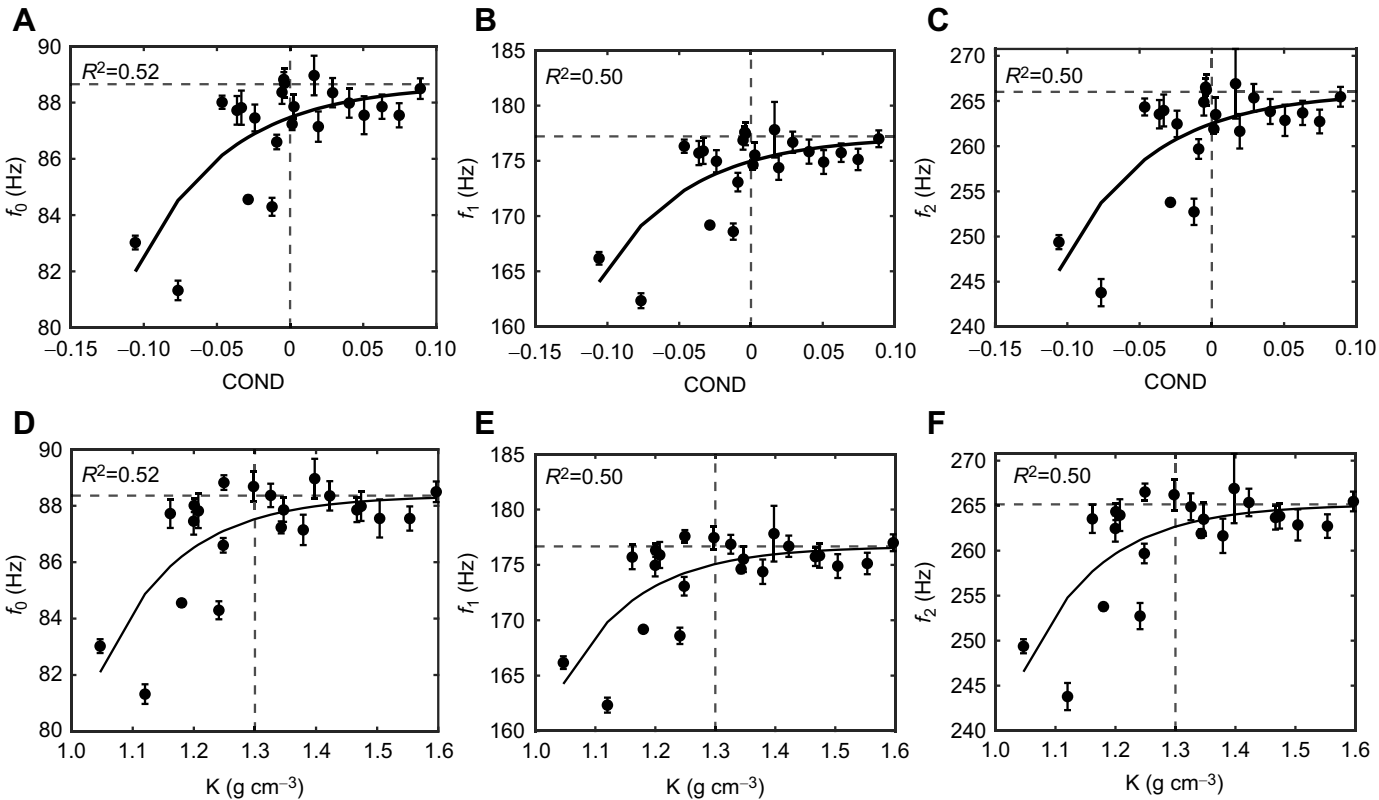 A
B
C
R²=0.52
R²=0.50
R²=0.50
90
88
86
84
82
80
f₀ (Hz)
–0.15 –0.10 –0.05 0 0.05 0.10
COND
185
180
175
170
165
160
f₁ (Hz)
–0.15 –0.10 –0.05 0 0.05 0.10
COND
270
265
260
255
250
245
240
f₂ (Hz)
–0.15 –0.10 –0.05 0 0.05 0.10
COND
D
E
F
R²=0.52
R²=0.50
R²=0.50
90
88
86
84
82
80
f₀ (Hz)
1.0 1.1 1.2 1.3 1.4 1.5 1.6
K (g cm⁻³)
185
180
175
170
165
160
f₁ (Hz)
1.0 1.1 1.2 1.3 1.4 1.5 1.6
K (g cm⁻³)
270
265
260
255
250
245
240
f₂ (Hz)
1.0 1.1 1.2 1.3 1.4 1.5 1.6
K (g cm⁻³)